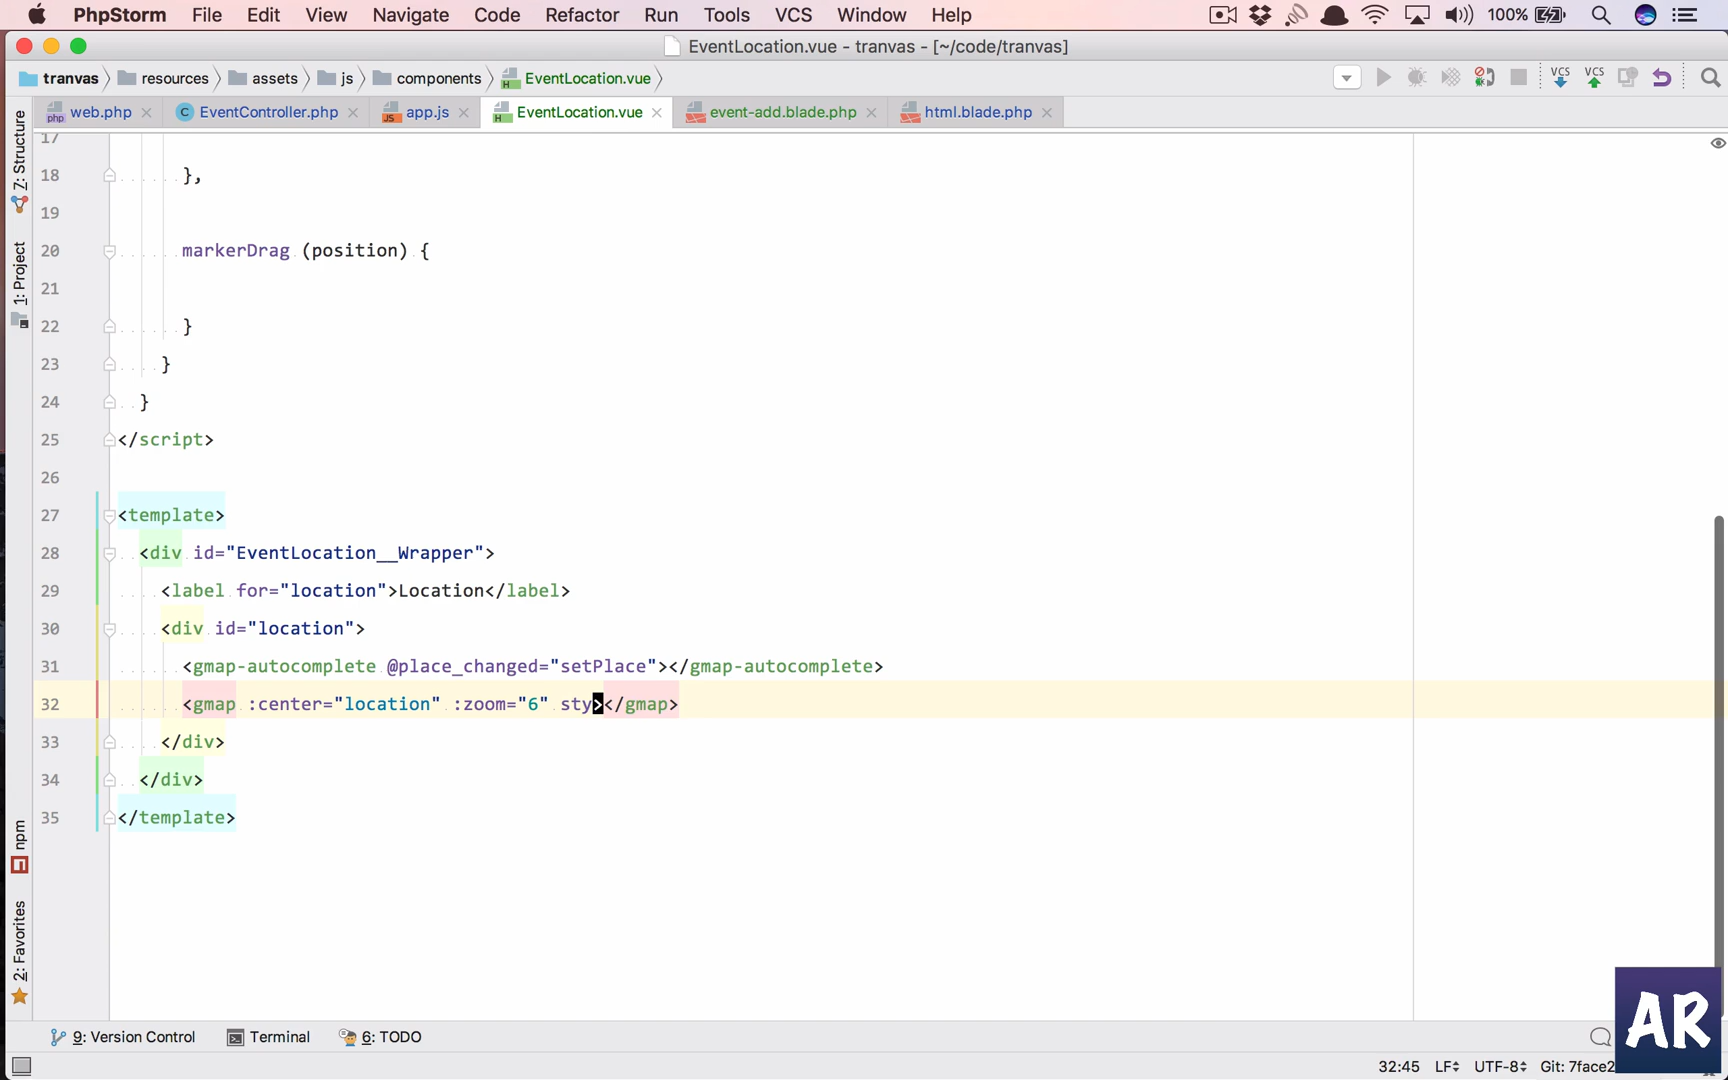 PhpStorm File Edit View Navigate Code Refactor Run Tools VCS Window Help 100%
EventLocation.vue - tranvas - [~/code/tranvas]
tranvas resources assets js components EventLocation.vue VCS VCS
web.php EventController.php app.js EventLocation.vue event-add.blade.php html.blade.php
7: Structure
1: Project
npm
2: Favorites
17
18 },
19
20 markerDrag (position) {
21
22 }
23 }
24 }
25 </script>
26
27 <template>
28 <div id="EventLocation__Wrapper">
29 <label for="location">Location</label>
30 <div id="location">
31 <gmap-autocomplete @place_changed="setPlace"></gmap-autocomplete>
32 <gmap :center="location" :zoom="6" sty></gmap>
33 </div>
34 </div>
35 </template>
9: Version Control Terminal 6: TODO
32:45 LF UTF-8 Git: 7face2
AR